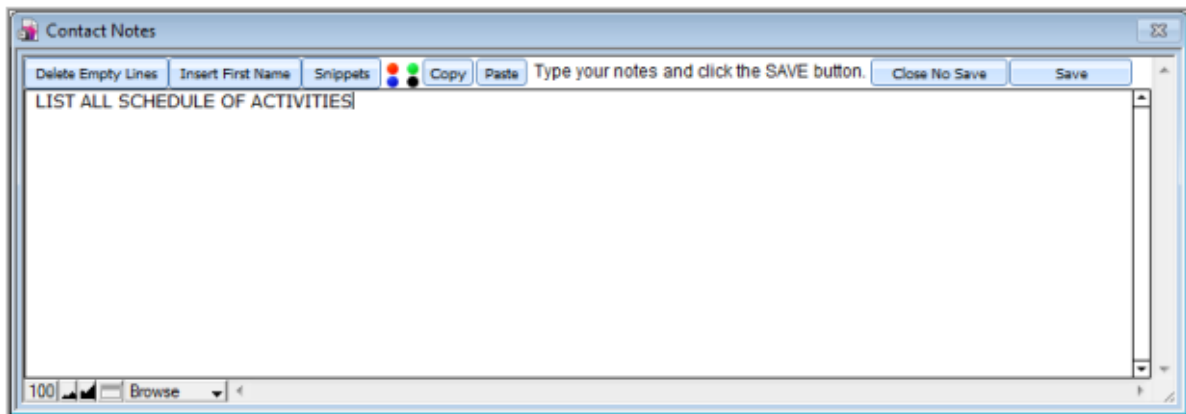 Contact Notes
Delete Empty Lines Insert First Name Snippets Copy Paste Type your notes and click the SAVE button. Close No Save Save
LIST ALL SCHEDULE OF ACTIVITIES
100 Browse